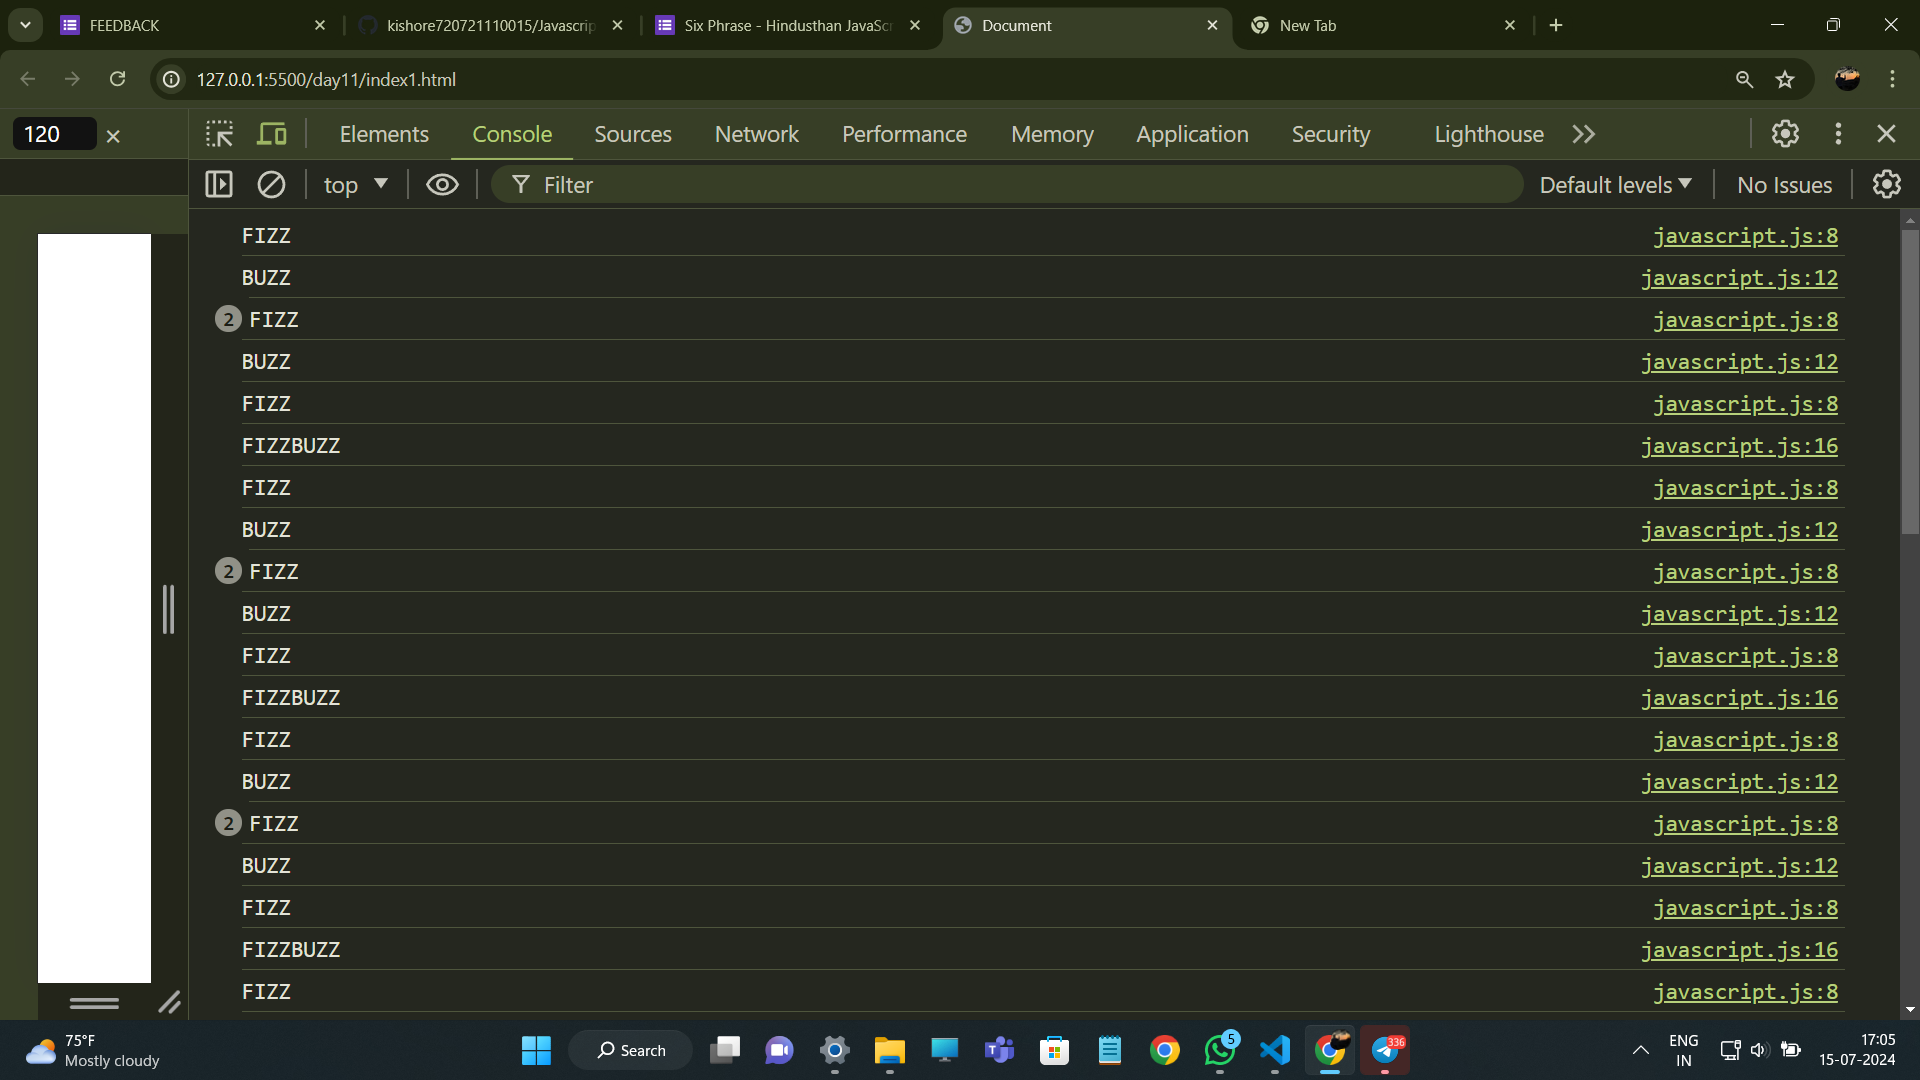 FEEDBACK
kishore720721110015/Javascrip
Six Phrase - Hindusthan JavaScr
Document
New Tab
127.0.0.1:5500/day11/index1.html
120
Elements
Console
Sources
Network
Performance
Memory
Application
Security
Lighthouse
top
Filter
Default levels
No Issues
FIZZ javascript.js:8
BUZZ javascript.js:12
2 FIZZ javascript.js:8
BUZZ javascript.js:12
FIZZ javascript.js:8
FIZZBUZZ javascript.js:16
FIZZ javascript.js:8
BUZZ javascript.js:12
2 FIZZ javascript.js:8
BUZZ javascript.js:12
FIZZ javascript.js:8
FIZZBUZZ javascript.js:16
FIZZ javascript.js:8
BUZZ javascript.js:12
2 FIZZ javascript.js:8
BUZZ javascript.js:12
FIZZ javascript.js:8
FIZZBUZZ javascript.js:16
FIZZ javascript.js:8
75°F
Mostly cloudy
Search
5
336
ENG
IN
17:05
15-07-2024